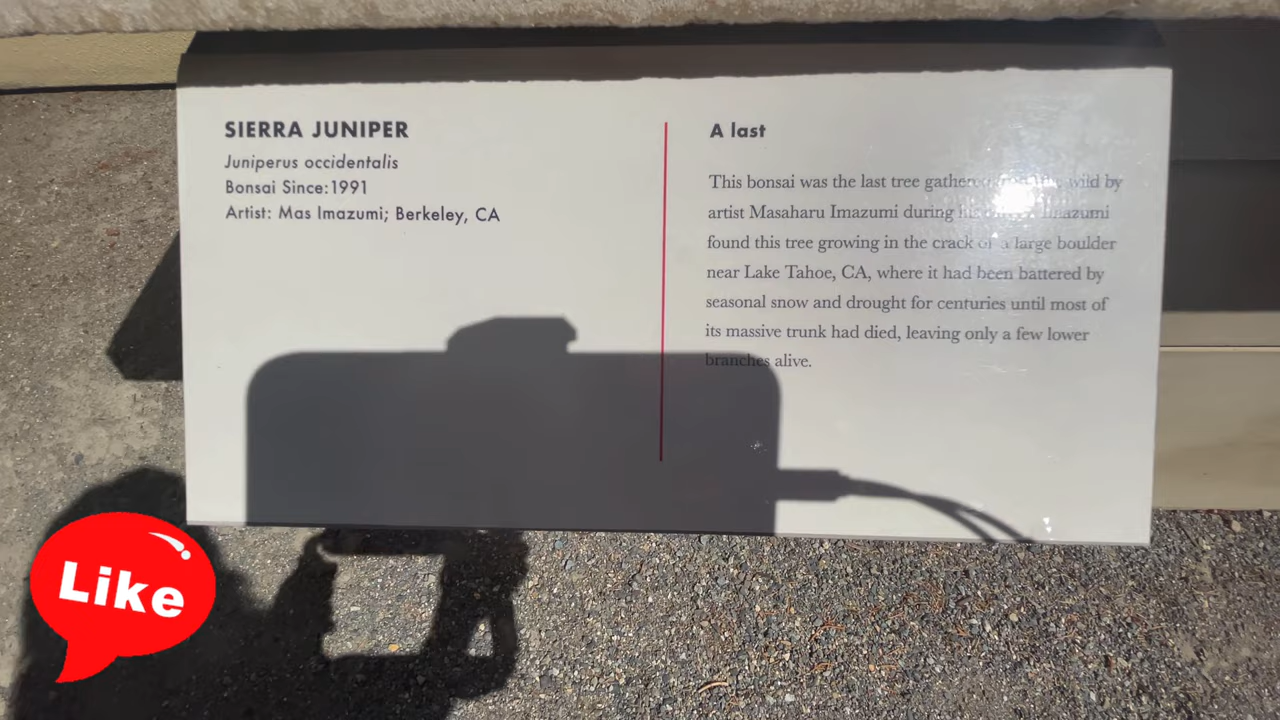 SIERRA JUNIPER
Juniperus occidentalis
Bonsai Since:1991
Artist: Mas Imazumi; Berkeley, CA
A last
This bonsai was the last tree gathered wild by
artist Masaharu Imazumi during his Imazumi
found this tree growing in the crack of a large boulder
near Lake Tahoe, CA, where it had been battered by
seasonal snow and drought for centuries until most of
its massive trunk had died, leaving only a few lower
branches alive.
Like